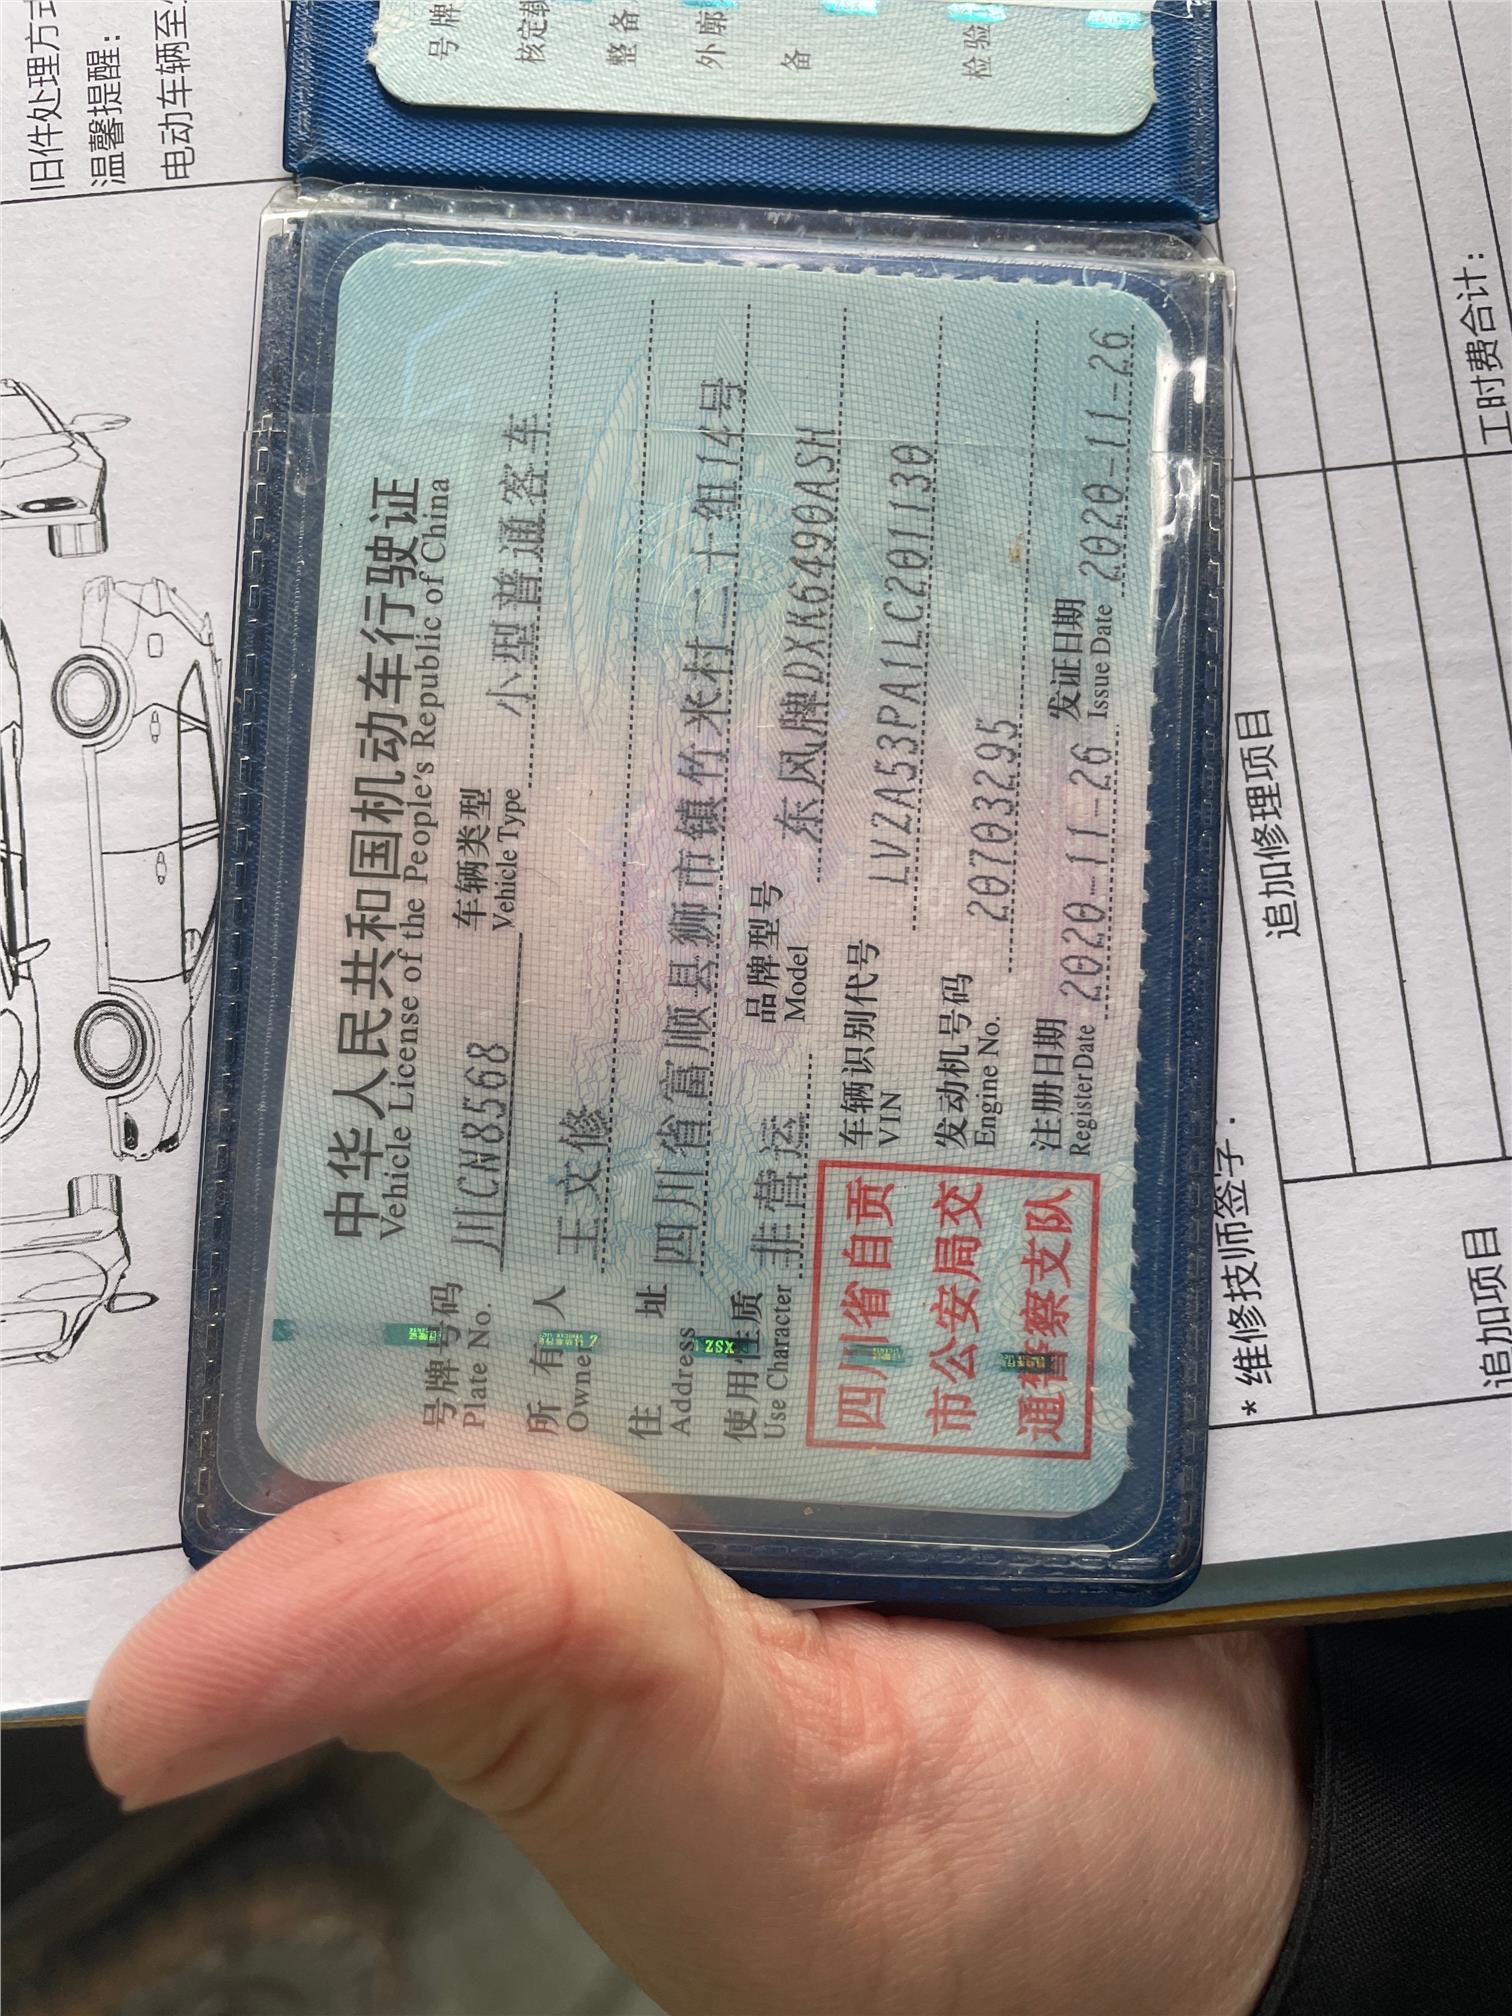 中华人民共和国机动车行驶证
Vehicle License of the People's Republic of China
号牌号码 川CN8568 车辆类型 小型普通客车
Plate No. Vehicle Type
所有人 王文修
Owner
住址 四川省富顺县狮市镇竹米村二十组14号
Address
使用性质 非营运 品牌型号 东风牌DXK6490ASH
Use Character Model
四川省自贡
市公安局交
通警察支队
车辆识别代号 LVZA53PA1LC201130
VIN
发动机号码 20703295
Engine No.
注册日期 2020-11-26 发证日期 2020-11-26
Register Date Issue Date
号牌
核定载
整备
外廓
备
检验
旧件处理方式
温馨提醒:
电动车辆至
*维修技师签字:
追加修理项目
追加项目
工时费合计:
XSZ